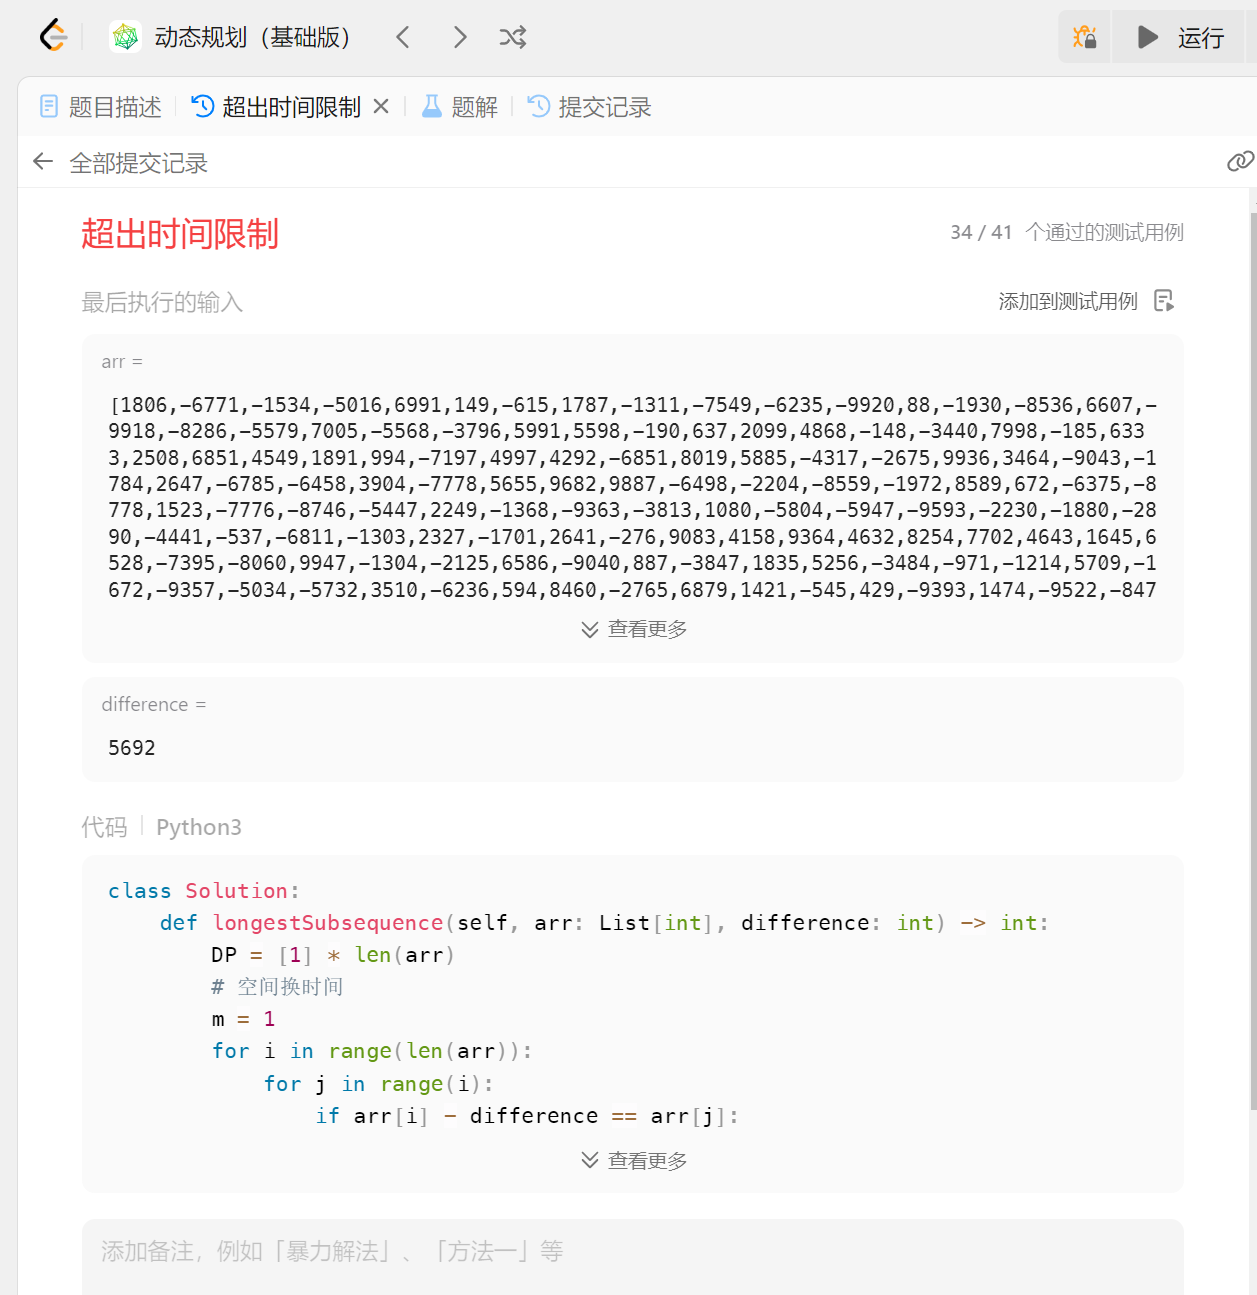 动态规划（基础版）
运行
题目描述
超出时间限制
题解
提交记录
全部提交记录
超出时间限制
34 / 41 个通过的测试用例
最后执行的输入
添加到测试用例
arr =
[1806,-6771,-1534,-5016,6991,149,-615,1787,-1311,-7549,-6235,-9920,88,-1930,-8536,6607,-
9918,-8286,-5579,7005,-5568,-3796,5991,5598,-190,637,2099,4868,-148,-3440,7998,-185,633
3,2508,6851,4549,1891,994,-7197,4997,4292,-6851,8019,5885,-4317,-2675,9936,3464,-9043,-1
784,2647,-6785,-6458,3904,-7778,5655,9682,9887,-6498,-2204,-8559,-1972,8589,672,-6375,-8
778,1523,-7776,-8746,-5447,2249,-1368,-9363,-3813,1080,-5804,-5947,-9593,-2230,-1880,-28
90,-4441,-537,-6811,-1303,2327,-1701,2641,-276,9083,4158,9364,4632,8254,7702,4643,1645,6
528,-7395,-8060,9947,-1304,-2125,6586,-9040,887,-3847,1835,5256,-3484,-971,-1214,5709,-1
672,-9357,-5034,-5732,3510,-6236,594,8460,-2765,6879,1421,-545,429,-9393,1474,-9522,-847
查看更多
difference =
5692
代码 Python3
class Solution:
    def longestSubsequence(self, arr: List[int], difference: int) -> int:
        DP = [1] * len(arr)
        # 空间换时间
        m = 1
        for i in range(len(arr)):
            for j in range(i):
                if arr[i] - difference == arr[j]:
查看更多
添加备注，例如「暴力解法」、「方法一」等